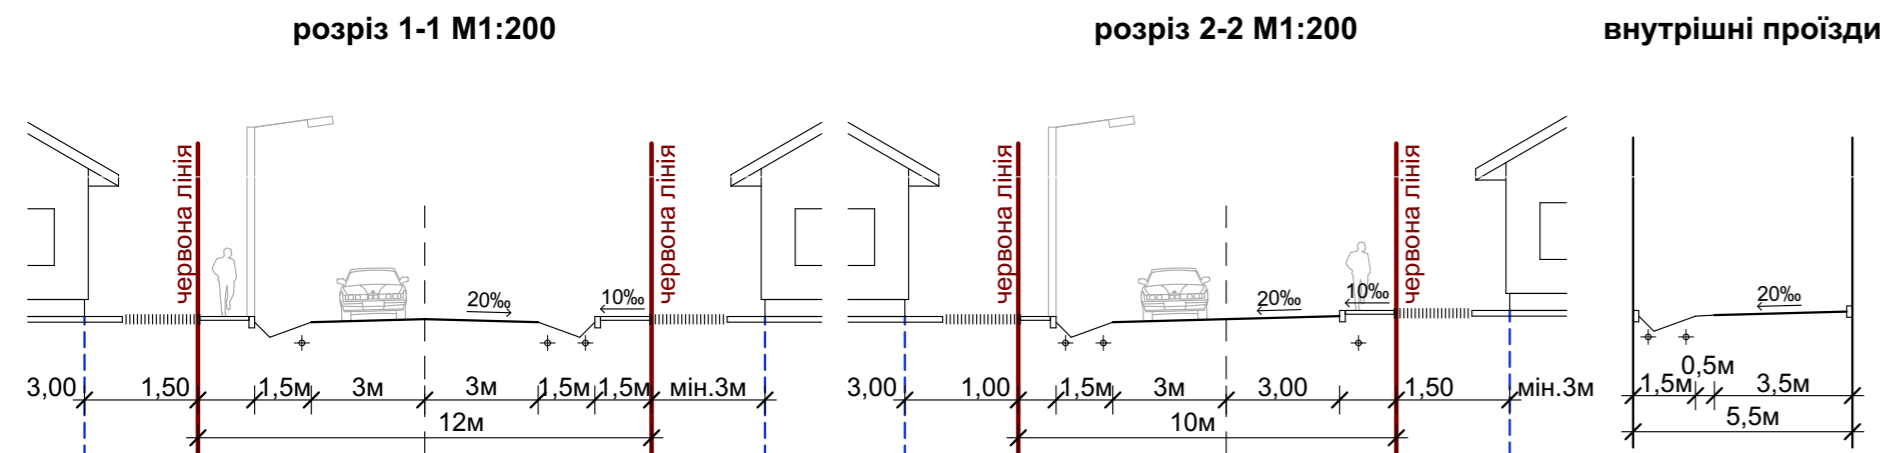 розріз 1-1 М1:200
розріз 2-2 М1:200
внутрішні проїзди
червона лінія
червона лінія
червона лінія
червона лінія
20‰
10‰
20‰
10‰
20‰
3,00
1,50
1,5м
3м
3м
1,5м
1,5м
мін.3м
12м
3,00
1,00
1,5м
3м
3,00
1,50
мін.3м
10м
0,5м
1,5м
3,5м
5,5м